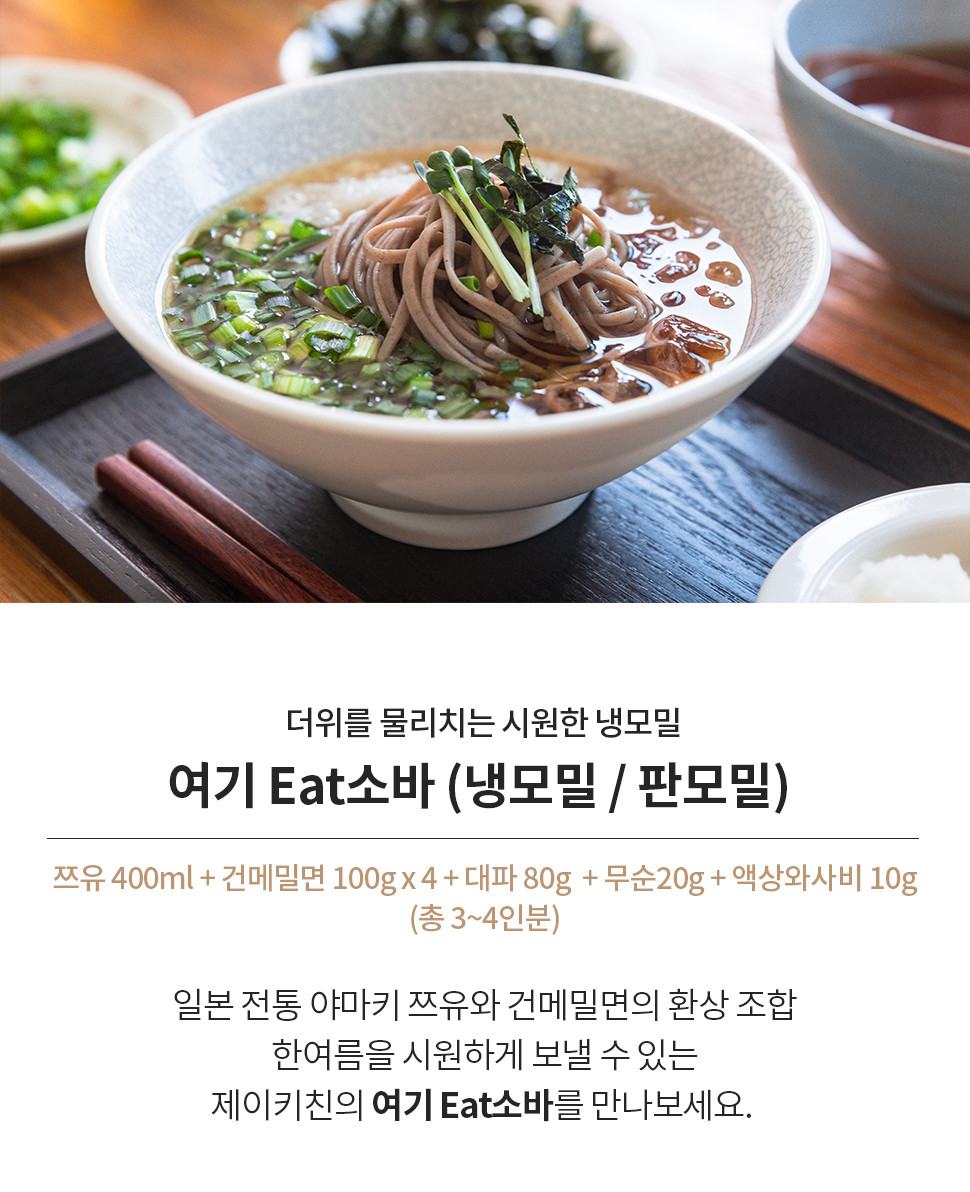 더위를 물리치는 시원한 냉모밀
여기 Eat소바 (냉모밀 / 판모밀)
쯔유 400ml + 건메밀면 100g x 4 + 대파 80g + 무순20g + 액상와사비 10g
(총 3~4인분)
일본 전통 야마키 쯔유와 건메밀면의 환상 조합
한여름을 시원하게 보낼 수 있는
제이키친의 여기 Eat소바를 만나보세요.